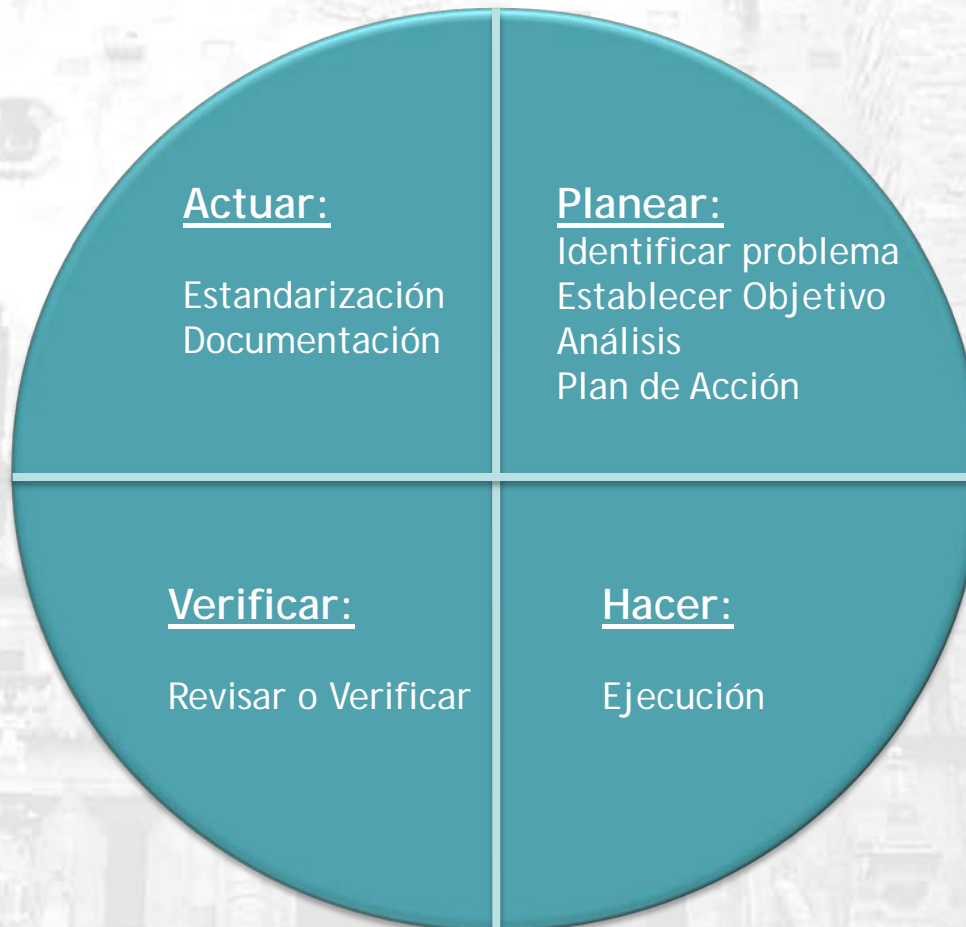 Actuar:
Estandarización
Documentación
Planear:
Identificar problema
Establecer Objetivo
Análisis
Plan de Acción
Verificar:
Revisar o Verificar
Hacer:
Ejecución